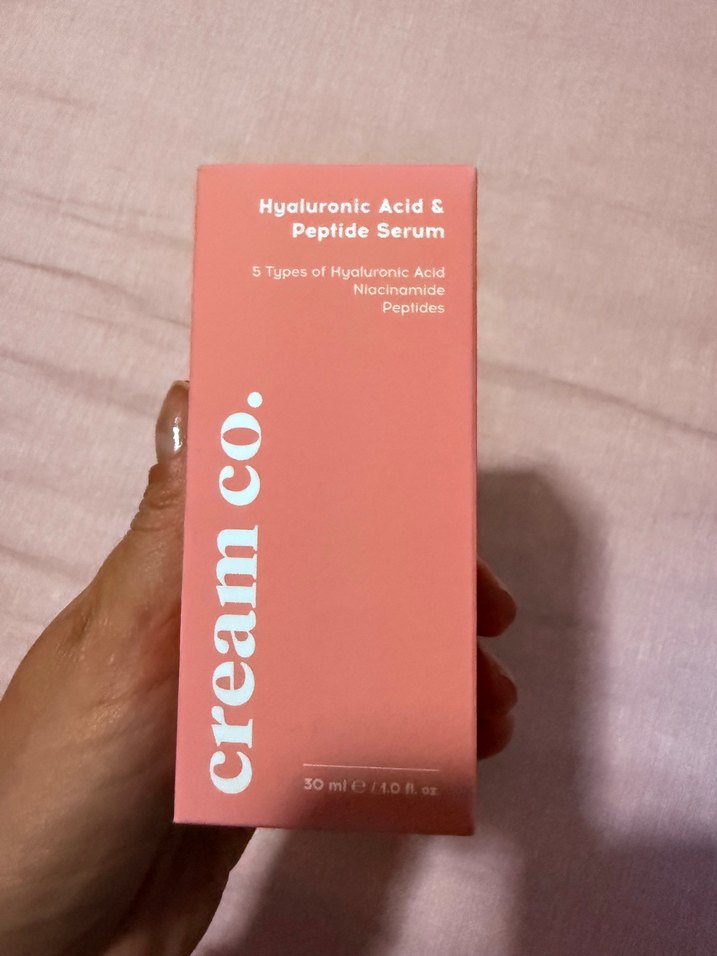 Hyaluronic Acid &
Peptide Serum
5 Types of Hyaluronic Acid
Niacinamide
Peptides
cream co.
30 ml ℮ / 1.0 fl. oz.